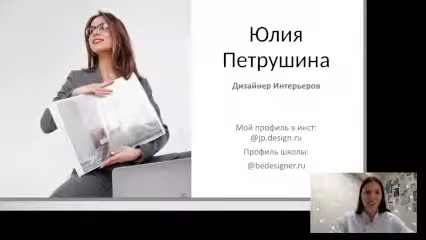 Юлия
Петрушина
Дизайнер Интерьеров
Мой профиль в инст:
@jp.design.ru
Профиль школы:
@bedesigner.ru